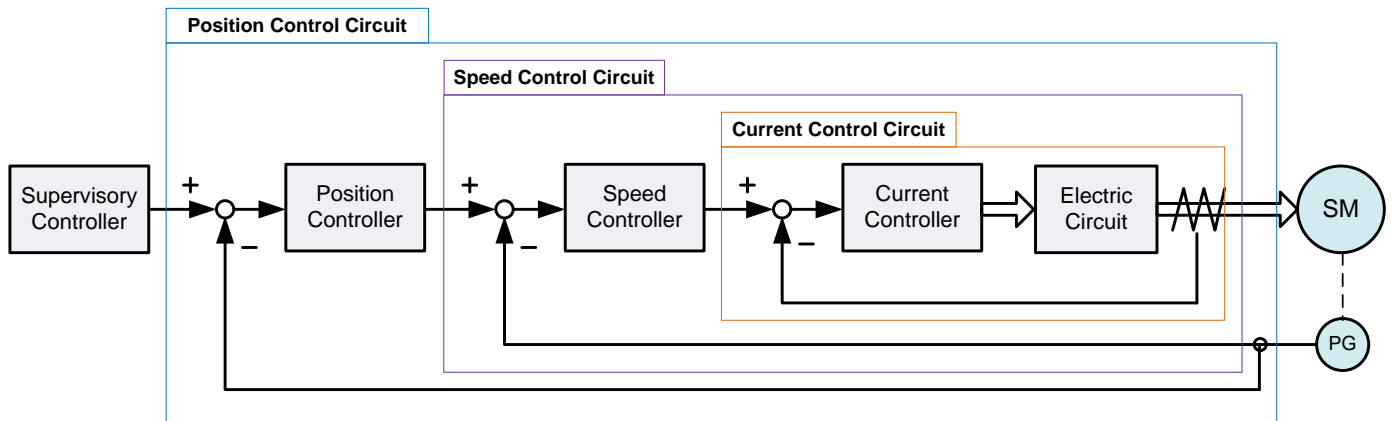 Position Control Circuit
Speed Control Circuit
Current Control Circuit
Supervisory
Controller
+
−
Position
Controller
+
−
Speed
Controller
+
−
Current
Controller
Electric
Circuit
SM
PG